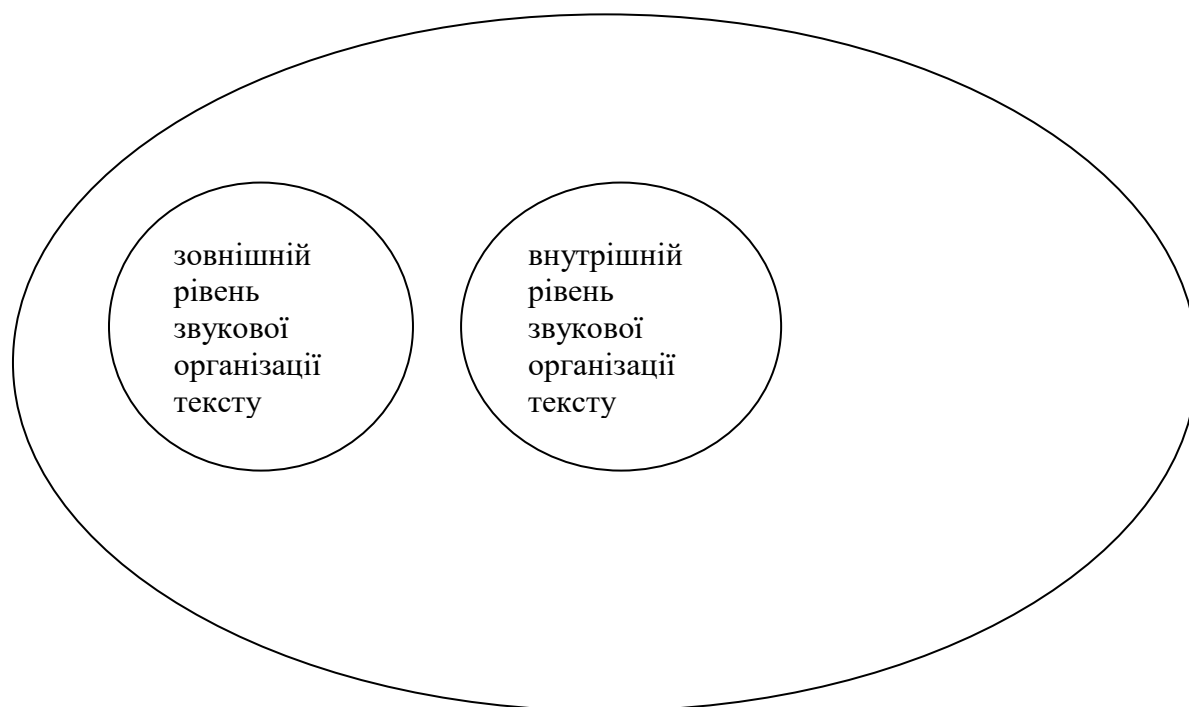 зовнішній
рівень
звукової
організації
тексту
внутрішній
рівень
звукової
організації
тексту